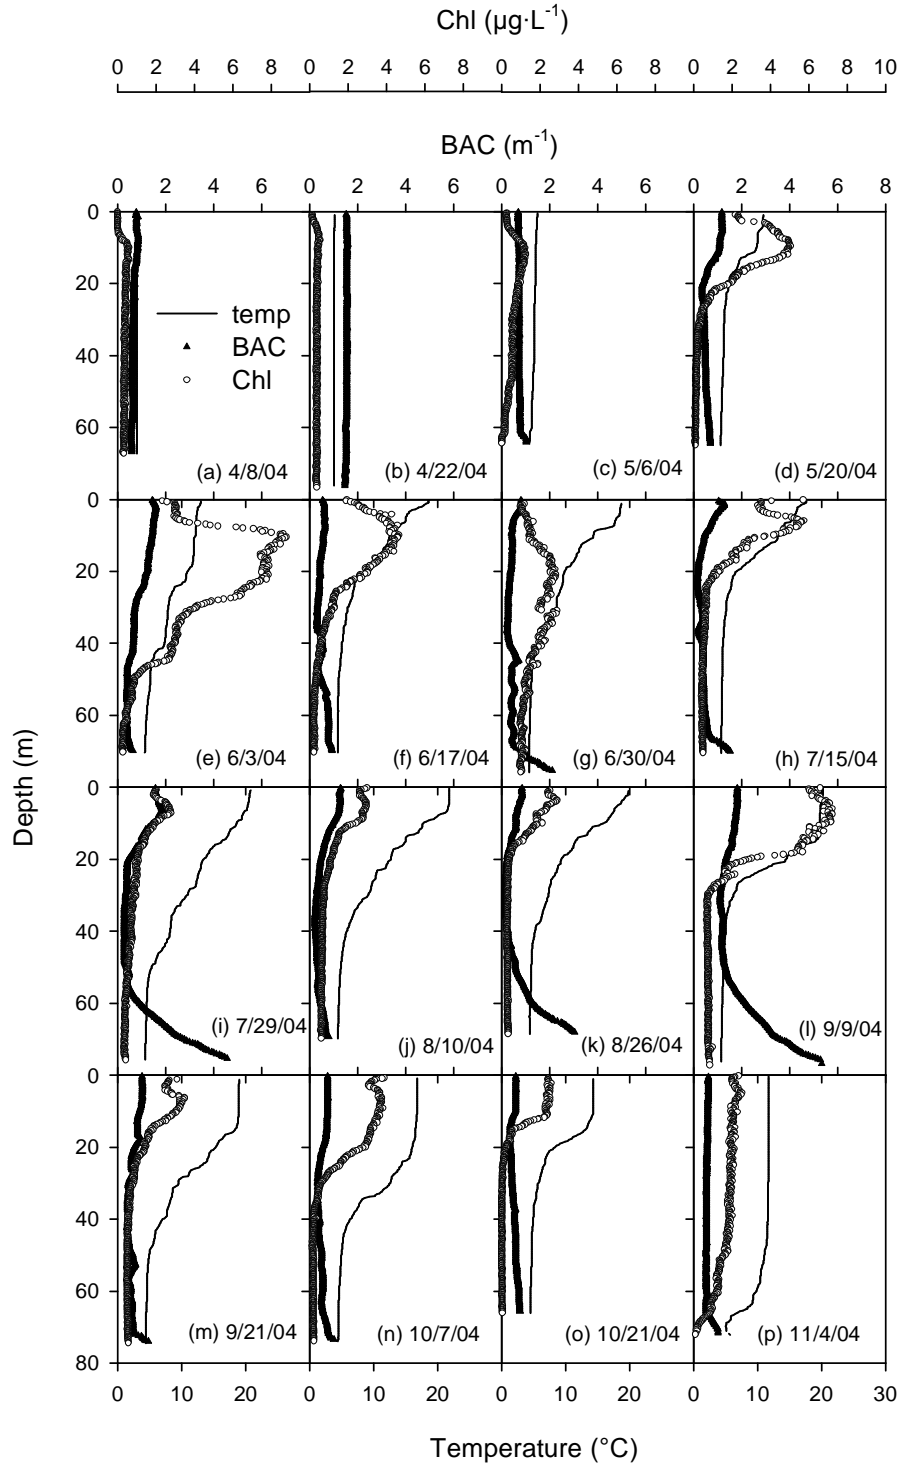 Chl (µg·L-1)
0 2 4 6 8 0 2 4 6 8 0 2 4 6 8 0 2 4 6 8 10
BAC (m-1)
0 2 4 6 0 2 4 6 0 2 4 6 0 2 4 6 8
0
20
temp
BAC
40
Chl
60
(a) 4/8/04 (b) 4/22/04 (c) 5/6/04 (d) 5/20/04
0
20
40
60
(e) 6/3/04 (f) 6/17/04 (g) 6/30/04 (h) 7/15/04
Depth (m)
0
20
40
60
(i) 7/29/04 (j) 8/10/04 (k) 8/26/04 (l) 9/9/04
0
20
40
60
(m) 9/21/04 (n) 10/7/04 (o) 10/21/04 (p) 11/4/04
80
0 10 20 0 10 20 0 10 20 0 10 20 30
Temperature (°C)